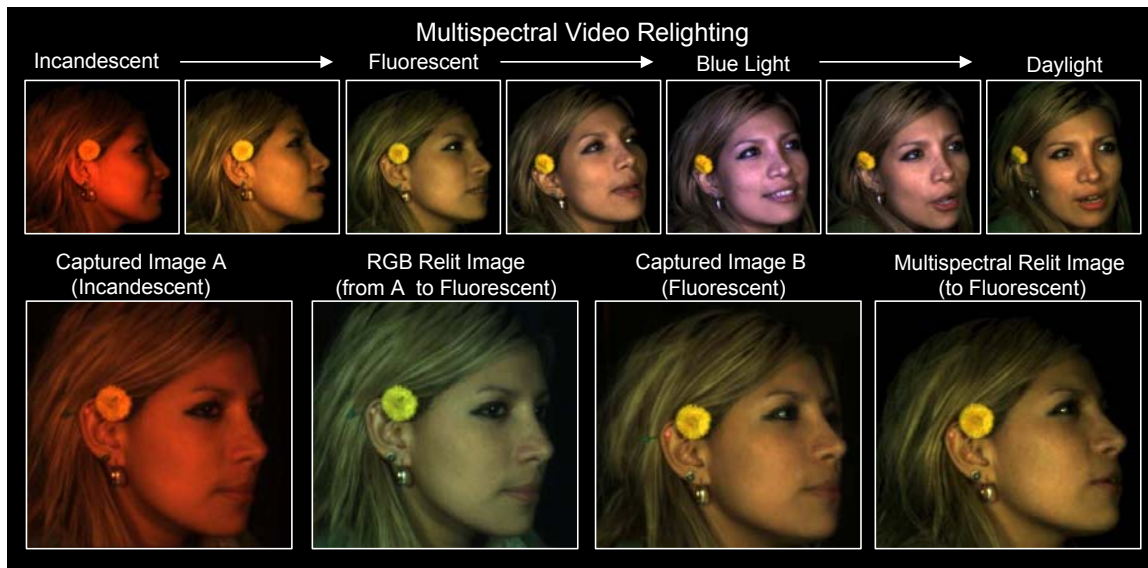 Multispectral Video Relighting
Incandescent
Fluorescent
Blue Light
Daylight
Captured Image A
(Incandescent)
RGB Relit Image
(from A to Fluorescent)
Captured Image B
(Fluorescent)
Multispectral Relit Image
(to Fluorescent)